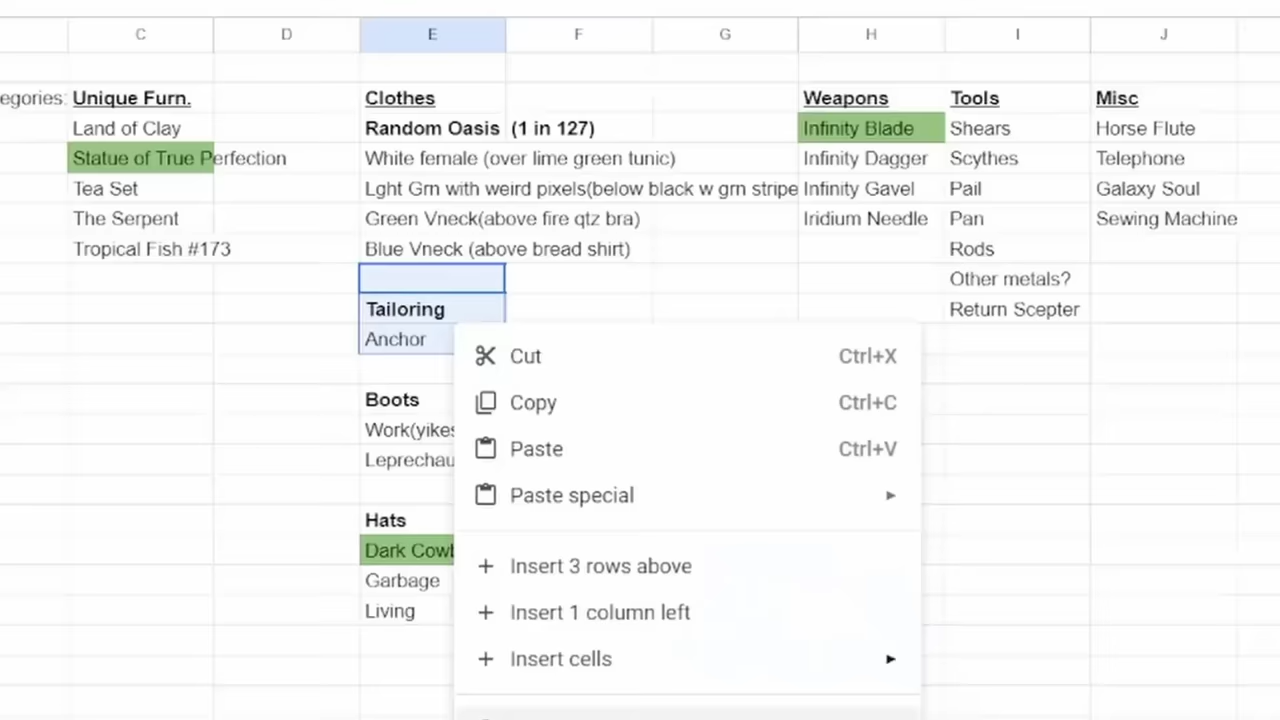 C D E F G H I J
egories: Unique Furn. Clothes Weapons Tools Misc
Land of Clay Random Oasis (1 in 127) Infinity Blade Shears Horse Flute
Statue of True Perfection White female (over lime green tunic) Infinity Dagger Scythes Telephone
Tea Set Lght Grn with weird pixels(below black w grn stripe Infinity Gavel Pail Galaxy Soul
The Serpent Green Vneck(above fire qtz bra) Iridium Needle Pan Sewing Machine
Tropical Fish #173 Blue Vneck (above bread shirt) Rods
Other metals?
Tailoring Return Scepter
Anchor
Cut Ctrl+X
Boots
Copy Ctrl+C
Work(yikes
Paste Ctrl+V
Leprechau
Paste special
Hats
Dark Cowb
Insert 3 rows above
Garbage
Living
Insert 1 column left
Insert cells